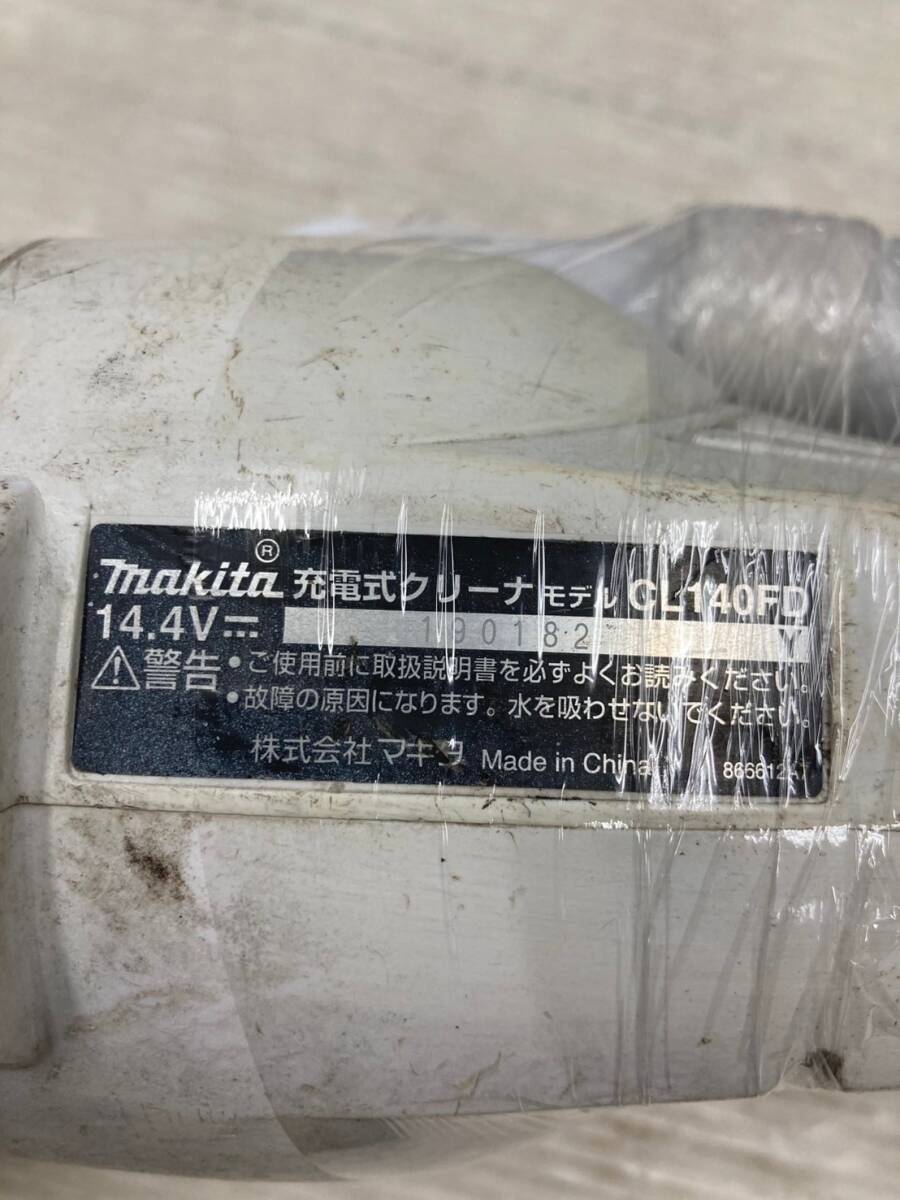 makita® 充電式クリーナ モデル CL140FD
14.4V 190182 Y
警告 • ご使用前に取扱説明書を必ずよくお読みください。
• 故障の原因になります。水を吸わせないでください。
株式会社 マキタ Made in China 866612A7